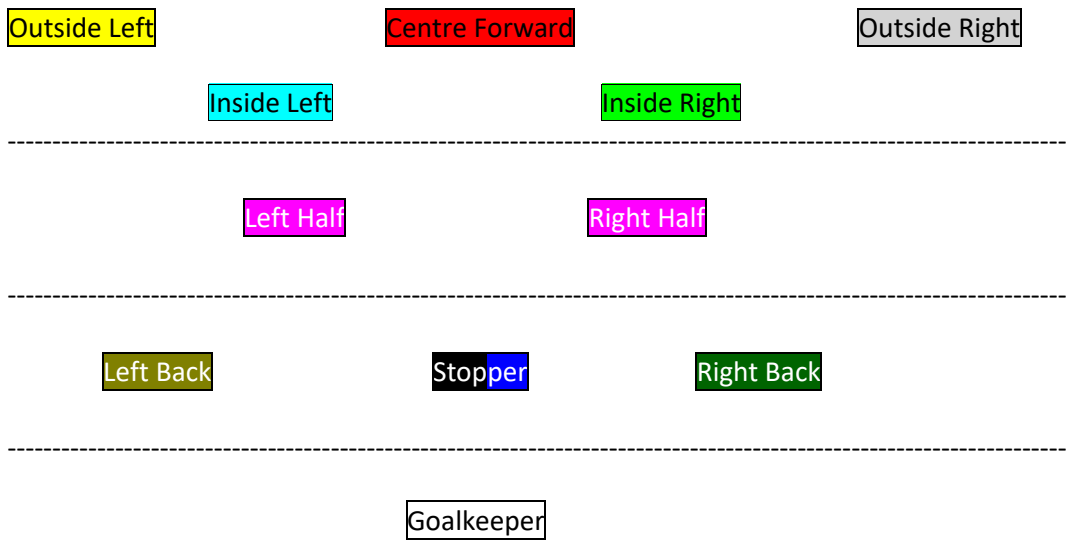 Outside Left Centre Forward Outside Right
Inside Left Inside Right
Left Half Right Half
Left Back Stopper Right Back
Goalkeeper